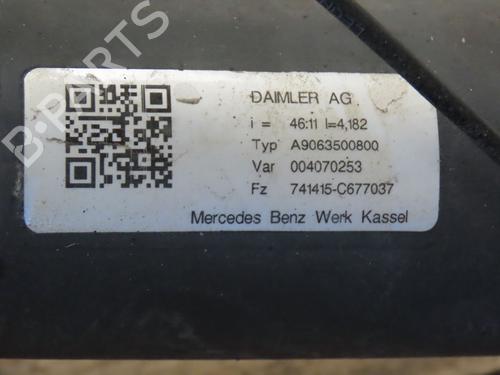 DAIMLER AG
i = 46:11 I=4,182
Typ A9063500800
Var 004070253
Fz 741415-C677037
Mercedes Benz Werk Kassel
B-PARTS